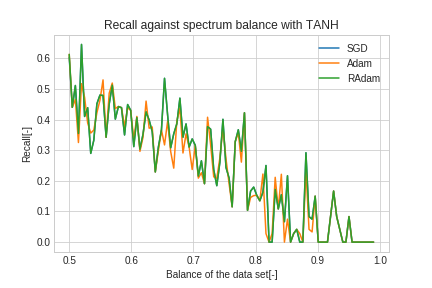 Recall against spectrum balance with TANH
SGD
Adam
RAdam
Recall[-]
0.6
0.5
0.4
0.3
0.2
0.1
0.0
0.5
0.6
0.7
0.8
0.9
1.0
Balance of the data set[-]